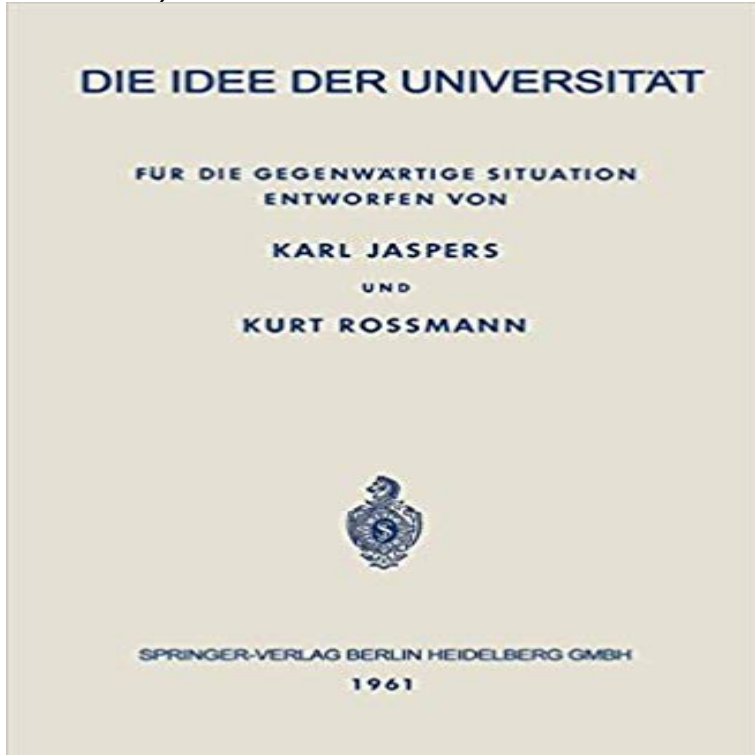 DIE IDEE DER UNIVERSITÄT
FÜR DIE GEGENWÄRTIGE SITUATION
ENTWORFEN VON
KARL JASPERS
UND
KURT ROSSMANN
S
SPRINGER-VERLAG BERLIN HEIDELBERG GMBH
1961